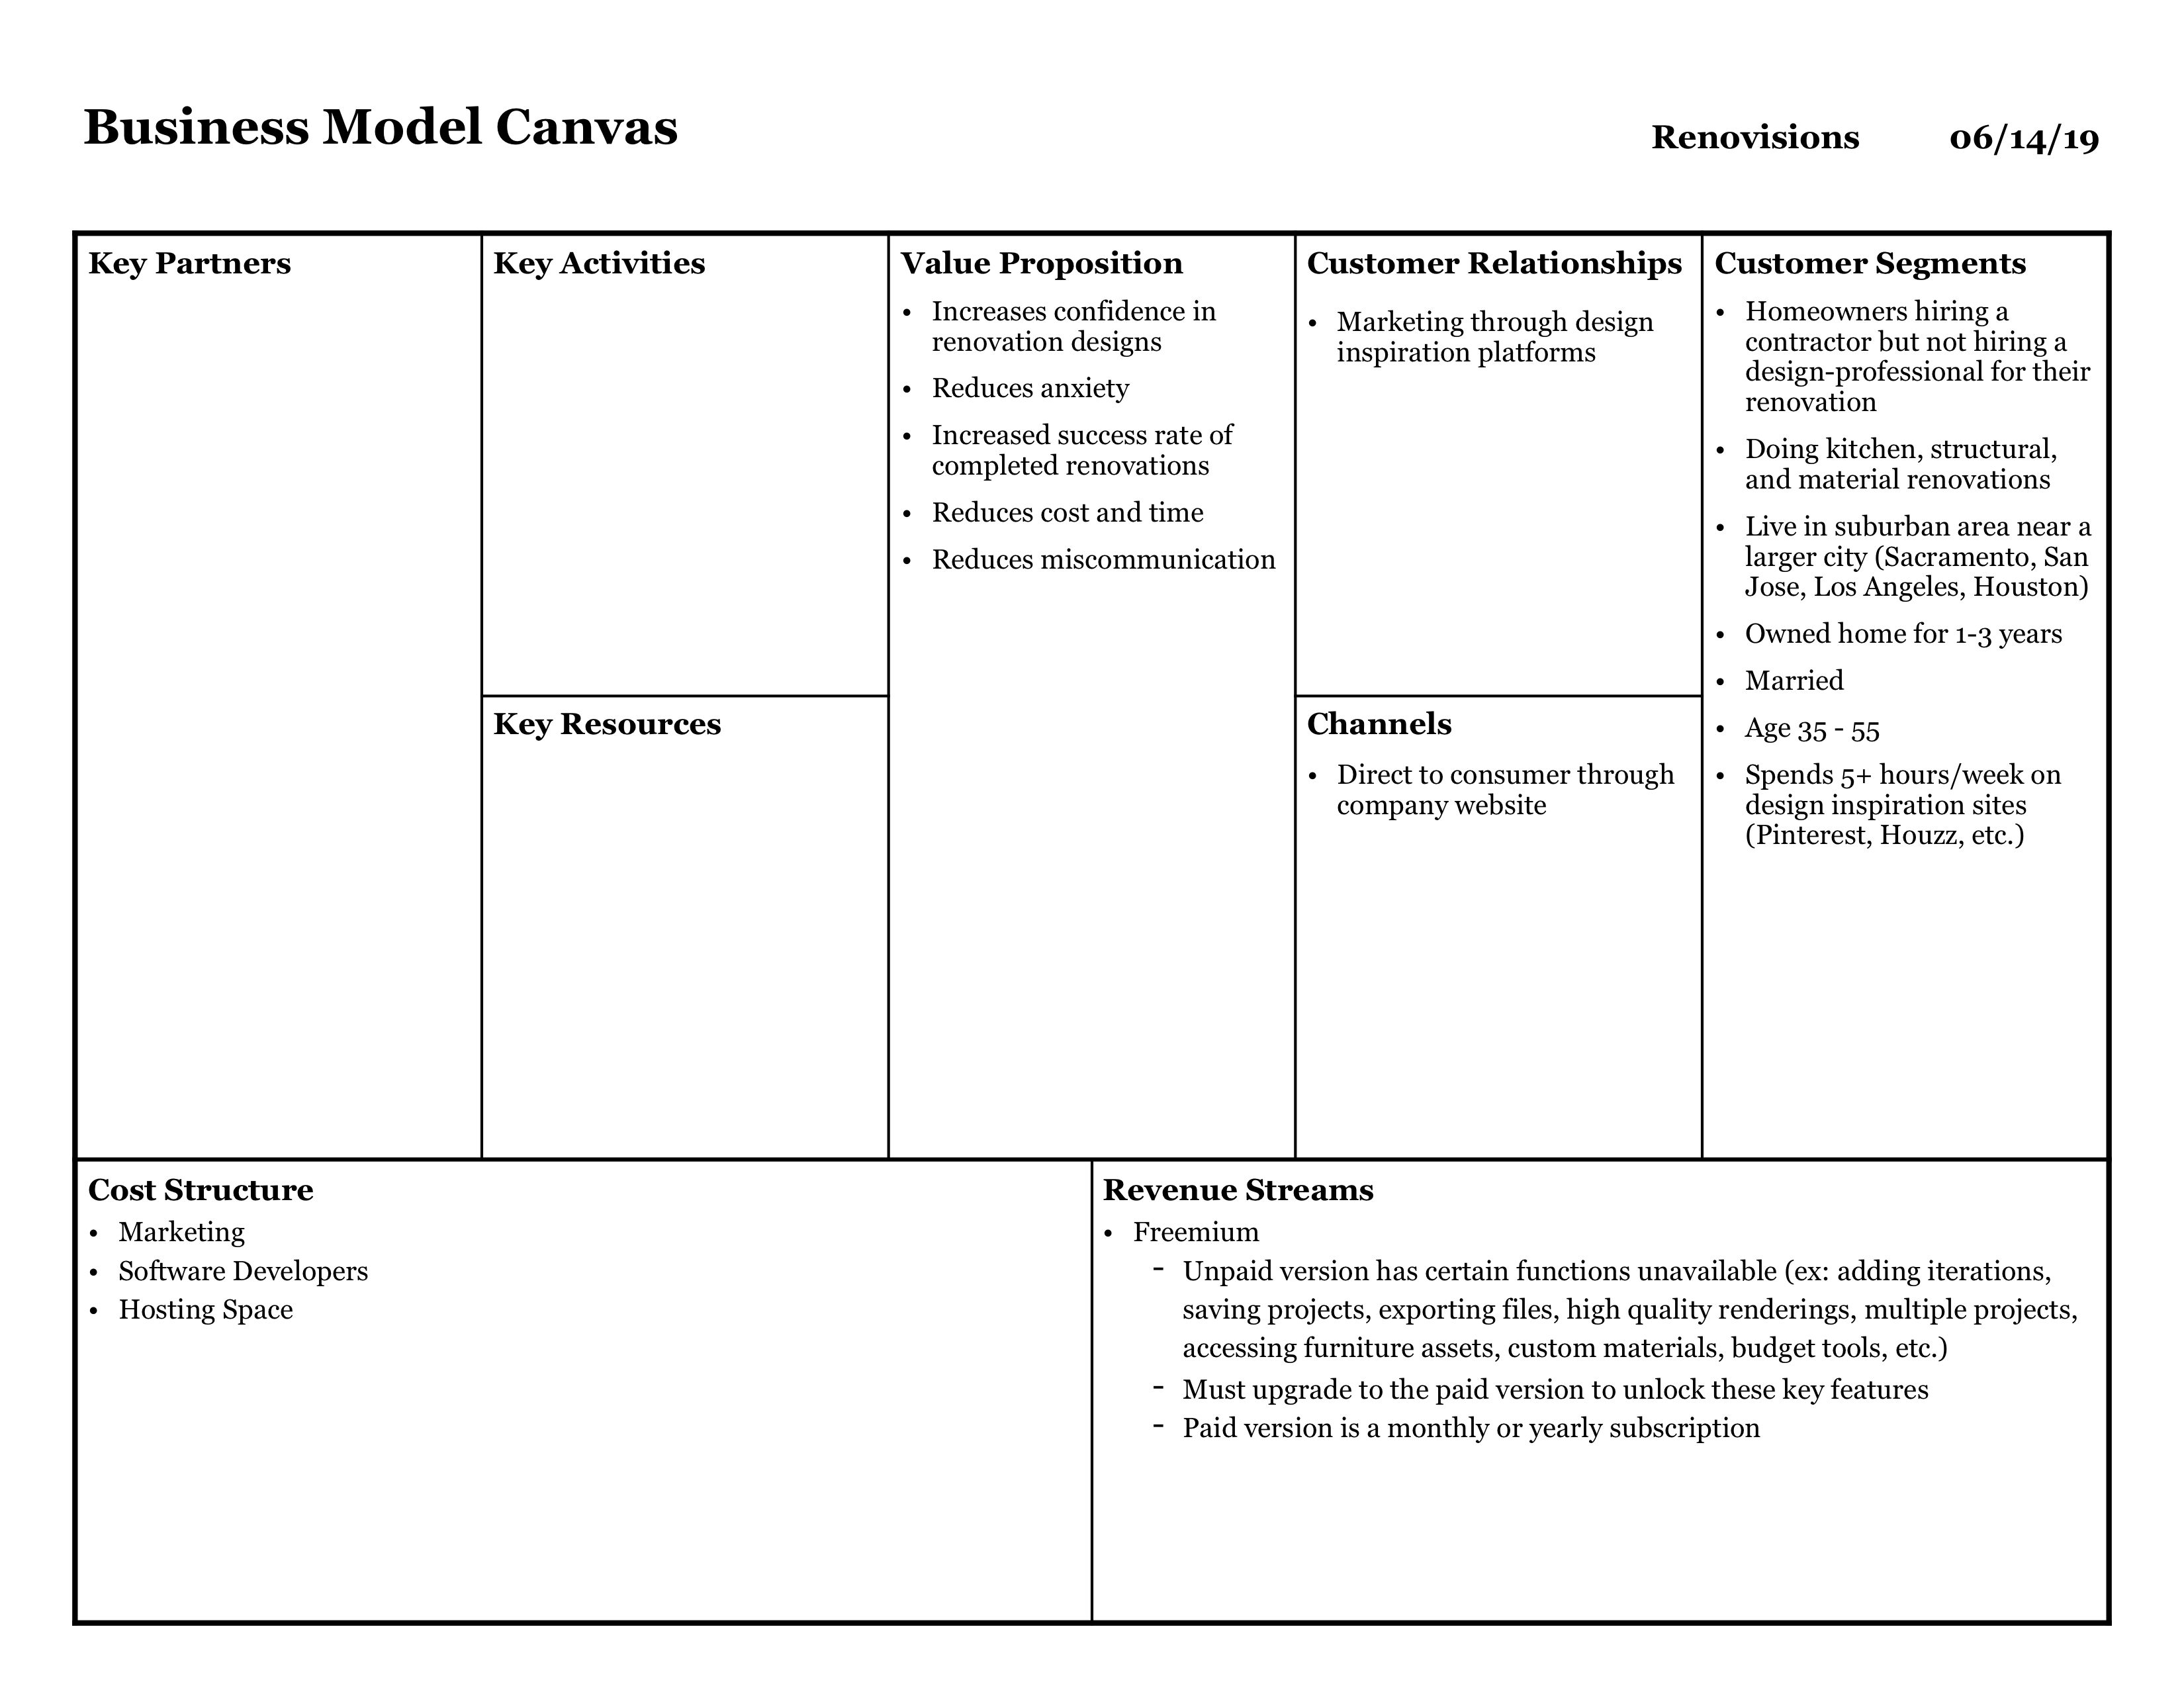 Business Model Canvas
Renovisions 06/14/19
Key Partners
Key Activities
Key Resources
Value Proposition
• Increases confidence in
renovation designs
• Reduces anxiety
• Increased success rate of
completed renovations
• Reduces cost and time
• Reduces miscommunication
Customer Relationships
• Marketing through design
inspiration platforms
Channels
• Direct to consumer through
company website
Customer Segments
• Homeowners hiring a
contractor but not hiring a
design-professional for their
renovation
• Doing kitchen, structural,
and material renovations
• Live in suburban area near a
larger city (Sacramento, San
Jose, Los Angeles, Houston)
• Owned home for 1-3 years
• Married
• Age 35 - 55
• Spends 5+ hours/week on
design inspiration sites
(Pinterest, Houzz, etc.)
Cost Structure
• Marketing
• Software Developers
• Hosting Space
Revenue Streams
• Freemium
- Unpaid version has certain functions unavailable (ex: adding iterations,
saving projects, exporting files, high quality renderings, multiple projects,
accessing furniture assets, custom materials, budget tools, etc.)
- Must upgrade to the paid version to unlock these key features
- Paid version is a monthly or yearly subscription